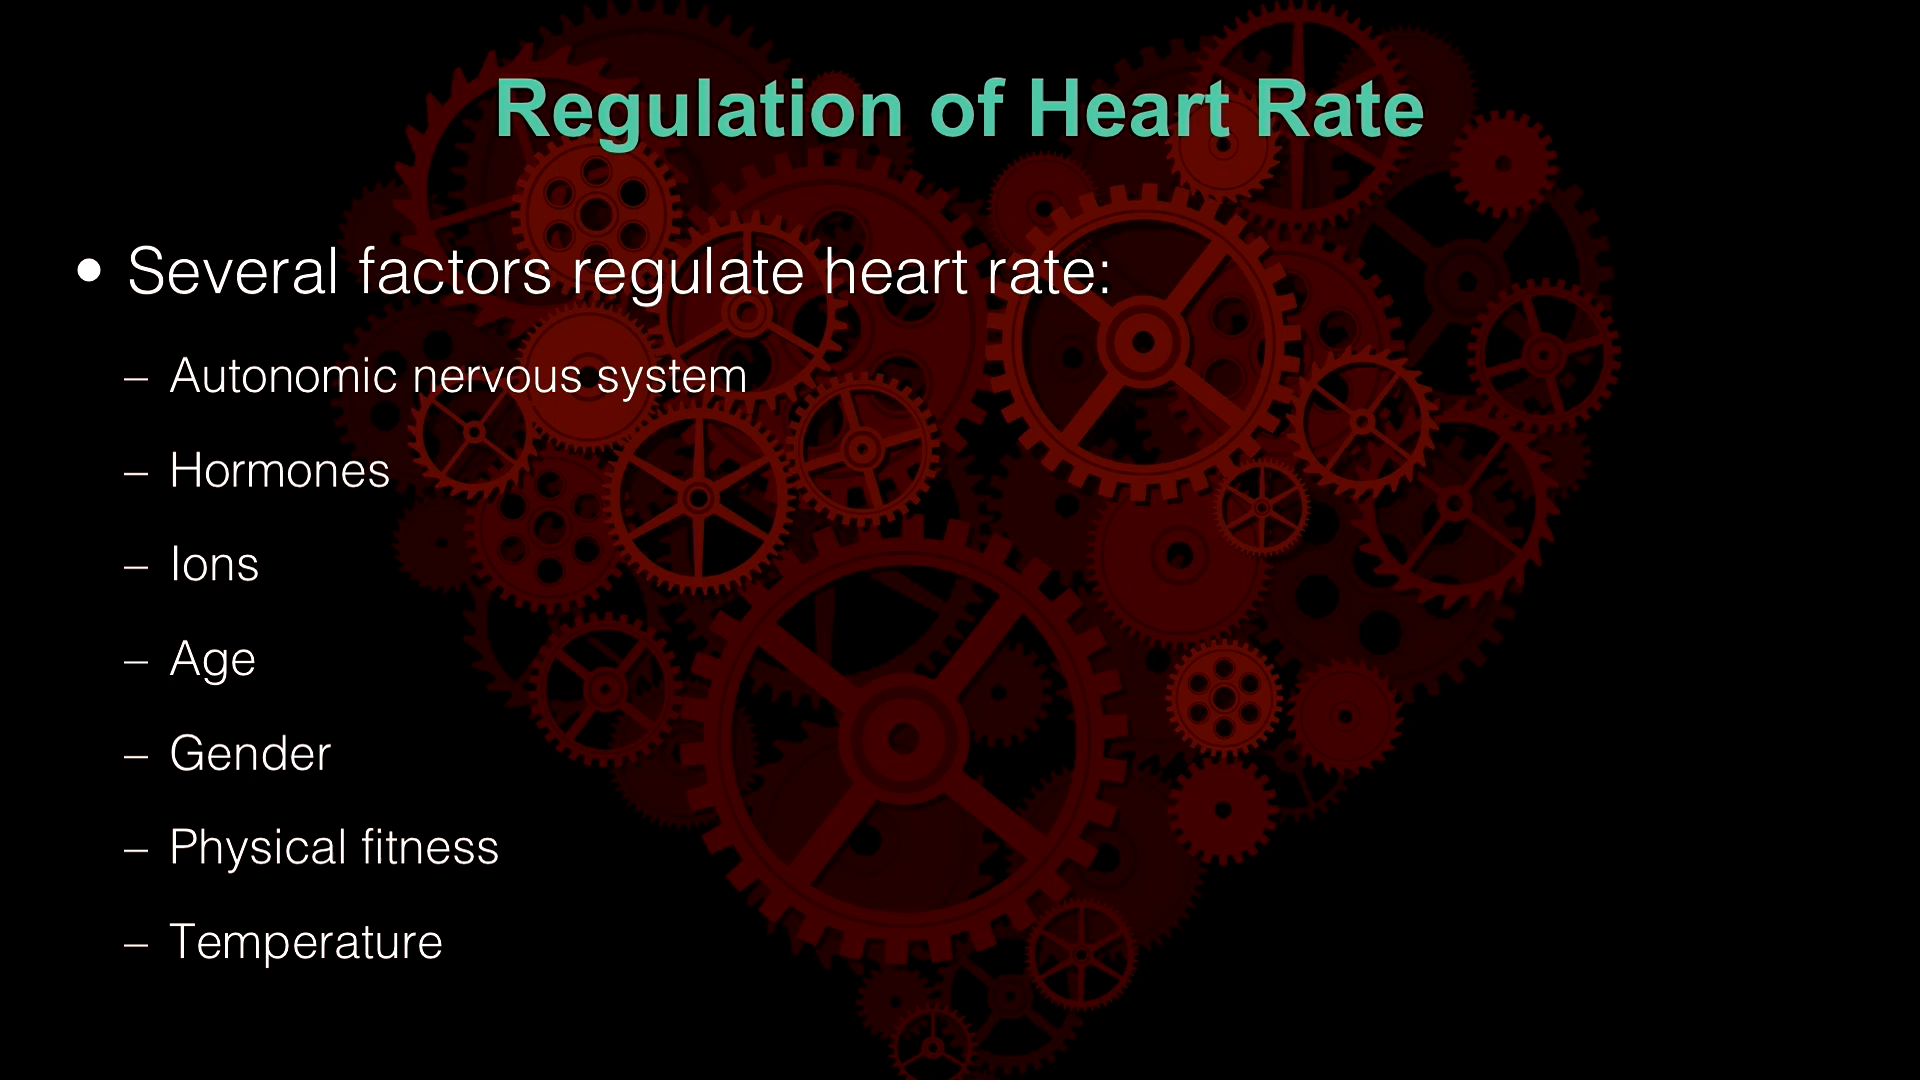 Regulation of Heart Rate
• Several factors regulate heart rate:
– Autonomic nervous system
– Hormones
– Ions
– Age
– Gender
– Physical fitness
– Temperature